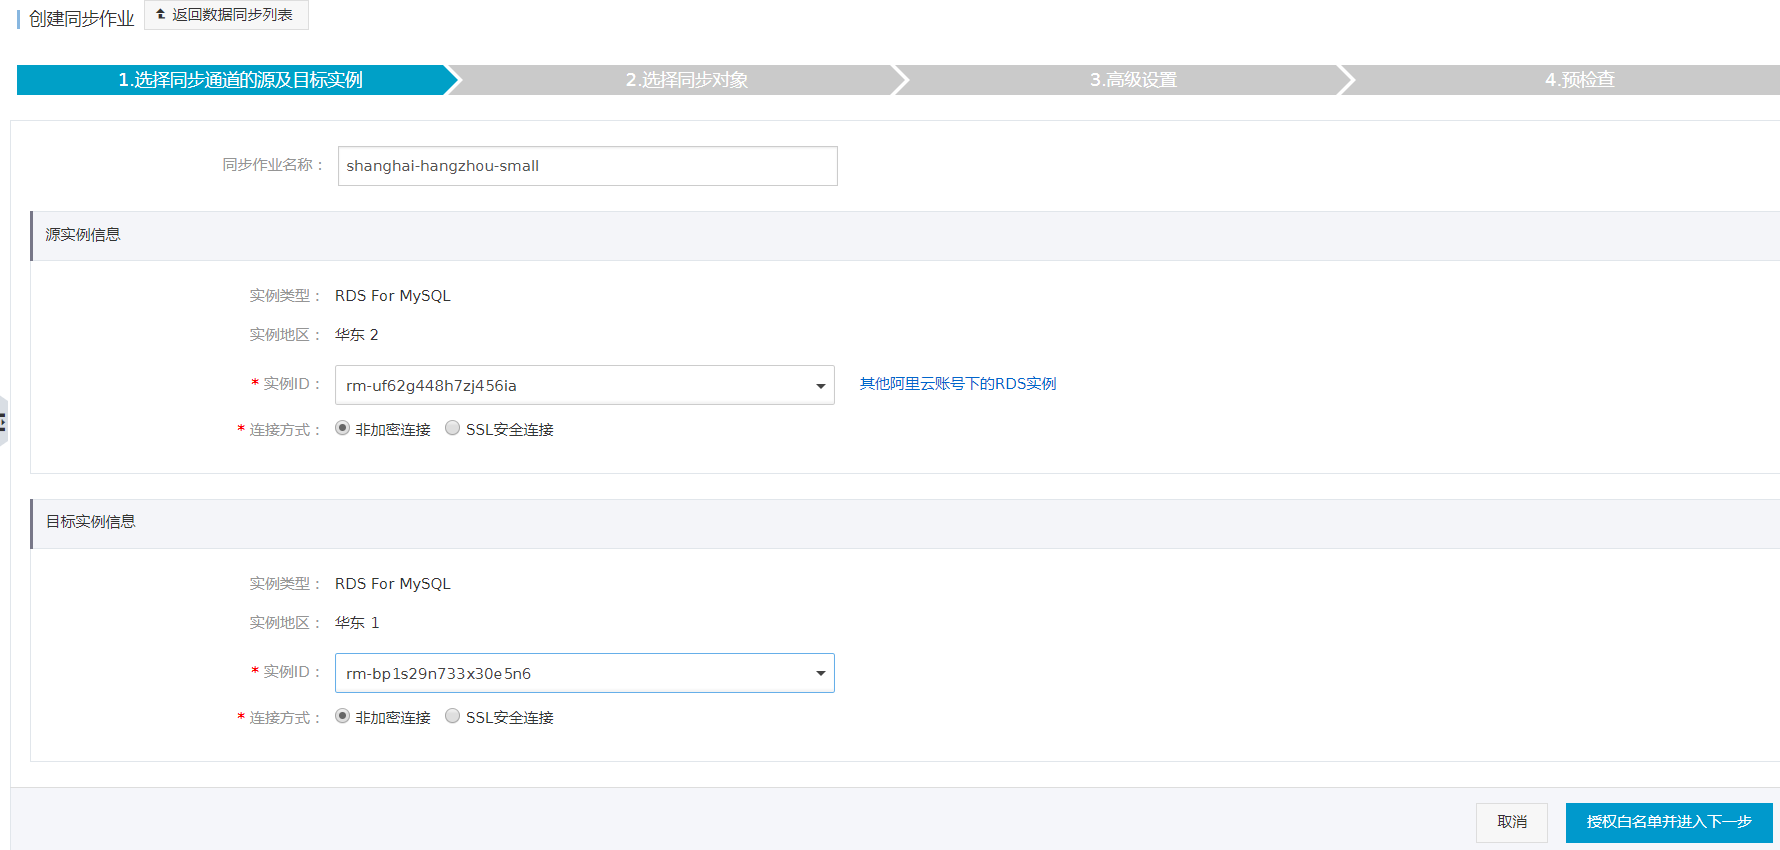 创建同步作业 返回数据同步列表
1.选择同步通道的源及目标实例 2.选择同步对象 3.高级设置 4.预检查
同步作业名称： shanghai-hangzhou-small
源实例信息
实例类型： RDS For MySQL
实例地区： 华东 2
* 实例ID： rm-uf62g448h7zj456ia 其他阿里云账号下的RDS实例
* 连接方式： 非加密连接 SSL安全连接
目标实例信息
实例类型： RDS For MySQL
实例地区： 华东 1
* 实例ID： rm-bp1s29n733x30e5n6
* 连接方式： 非加密连接 SSL安全连接
取消 授权白名单并进入下一步